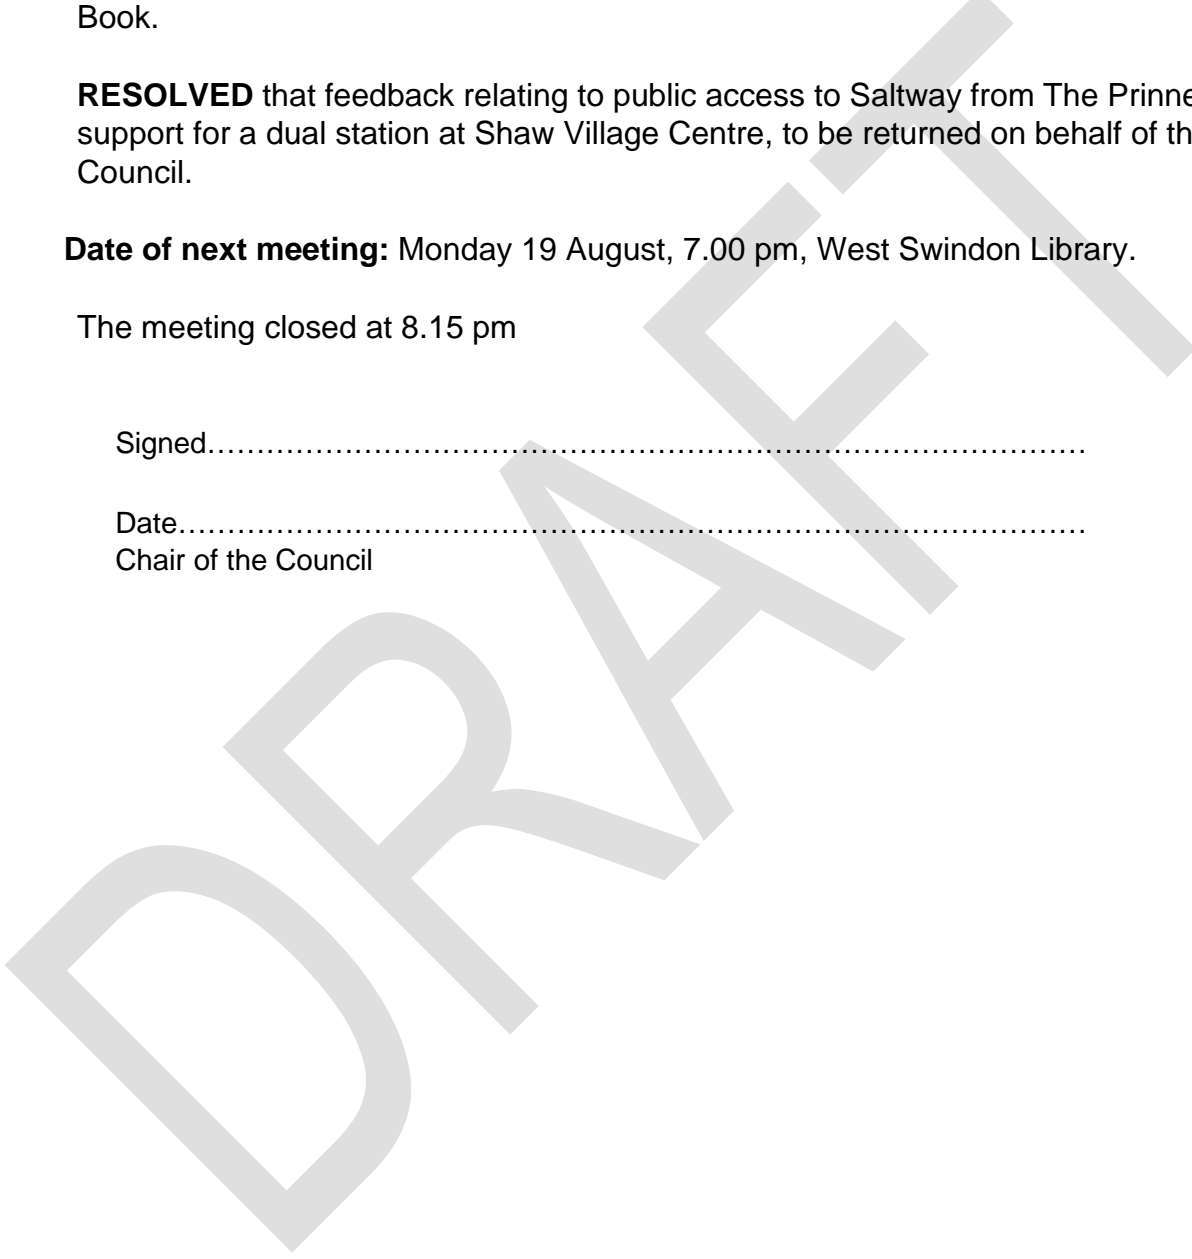 Book.
RESOLVED that feedback relating to public access to Saltway from The Prinne
support for a dual station at Shaw Village Centre, to be returned on behalf of th
Council.
Date of next meeting: Monday 19 August, 7.00 pm, West Swindon Library.
The meeting closed at 8.15 pm
Signed………………………………………………………………………………
Date…………………………………………………………………………………
Chair of the Council
DRAFT